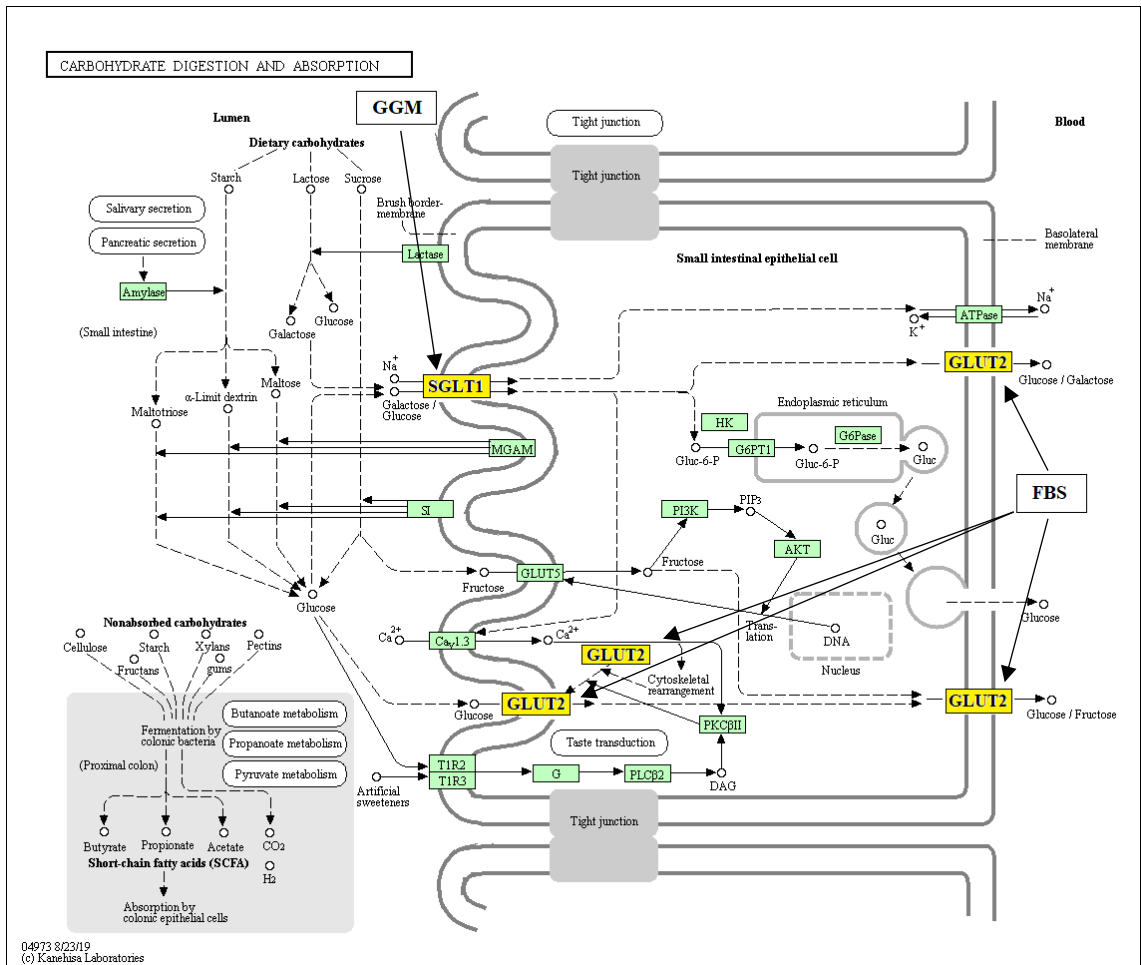 CARBOHYDRATE DIGESTION AND ABSORPTION
GGM
Lumen
Dietary carbohydrates
Starch
Lactose
Sucrose
Salivary secretion
Pancreatic secretion
Amylase
(Small intestine)
Brush border-
membrane
Lactase
Tight junction
Tight junction
Blood
Basolateral
membrane
Small intestinal epithelial cell
Galactose
Glucose
Na+
SGLT1
Galactose /
Glucose
Na+
K+
ATPase
GLUT2
Glucose / Galactose
Maltotriose
α-Limit dextrin
Maltose
MGAM
SI
Endoplasmic reticulum
HK
Gluc-6-P
G6PT1
Gluc-6-P
G6Pase
Gluc
Gluc
FBS
PI3K
PIP3
AKT
Glucose
Fructose
GLUT5
Fructose
Trans-
lation
DNA
Nucleus
Glucose
Nonabsorbed carbohydrates
Cellulose
Starch
Xylans
Pectins
Fructans
gums
Ca2+
Cav1.3
Ca2+
GLUT2
Cytoskeletal
rearrangement
Glucose
GLUT2
PKCβII
GLUT2
Glucose / Fructose
Fermentation by
colonic bacteria
(Proximal colon)
Butanoate metabolism
Propanoate metabolism
Pyruvate metabolism
Taste transduction
Artificial
sweeteners
T1R2
T1R3
G
PLCβ2
DAG
Butyrate
Propionate
Acetate
CO2
H2
Short-chain fatty acids (SCFA)
Absorption by
colonic epithelial cells
Tight junction
04973 8/23/19
(c) Kanehisa Laboratories